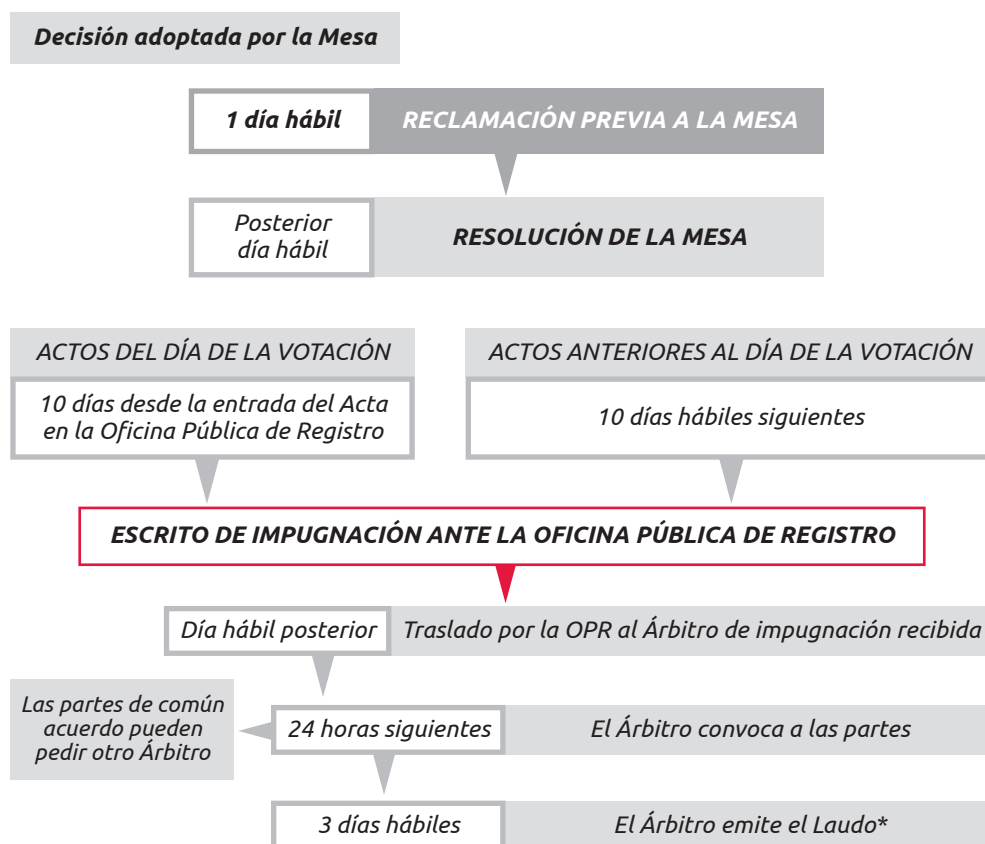 Decisión adoptada por la Mesa
1 día hábil
RECLAMACIÓN PREVIA A LA MESA
Posterior
día hábil
RESOLUCIÓN DE LA MESA
ACTOS DEL DÍA DE LA VOTACIÓN
10 días desde la entrada del Acta
en la Oficina Pública de Registro
ACTOS ANTERIORES AL DÍA DE LA VOTACIÓN
10 días hábiles siguientes
ESCRITO DE IMPUGNACIÓN ANTE LA OFICINA PÚBLICA DE REGISTRO
Día hábil posterior
Traslado por la OPR al Árbitro de impugnación recibida
Las partes de común
acuerdo pueden
pedir otro Árbitro
24 horas siguientes
El Árbitro convoca a las partes
3 días hábiles
El Árbitro emite el Laudo*